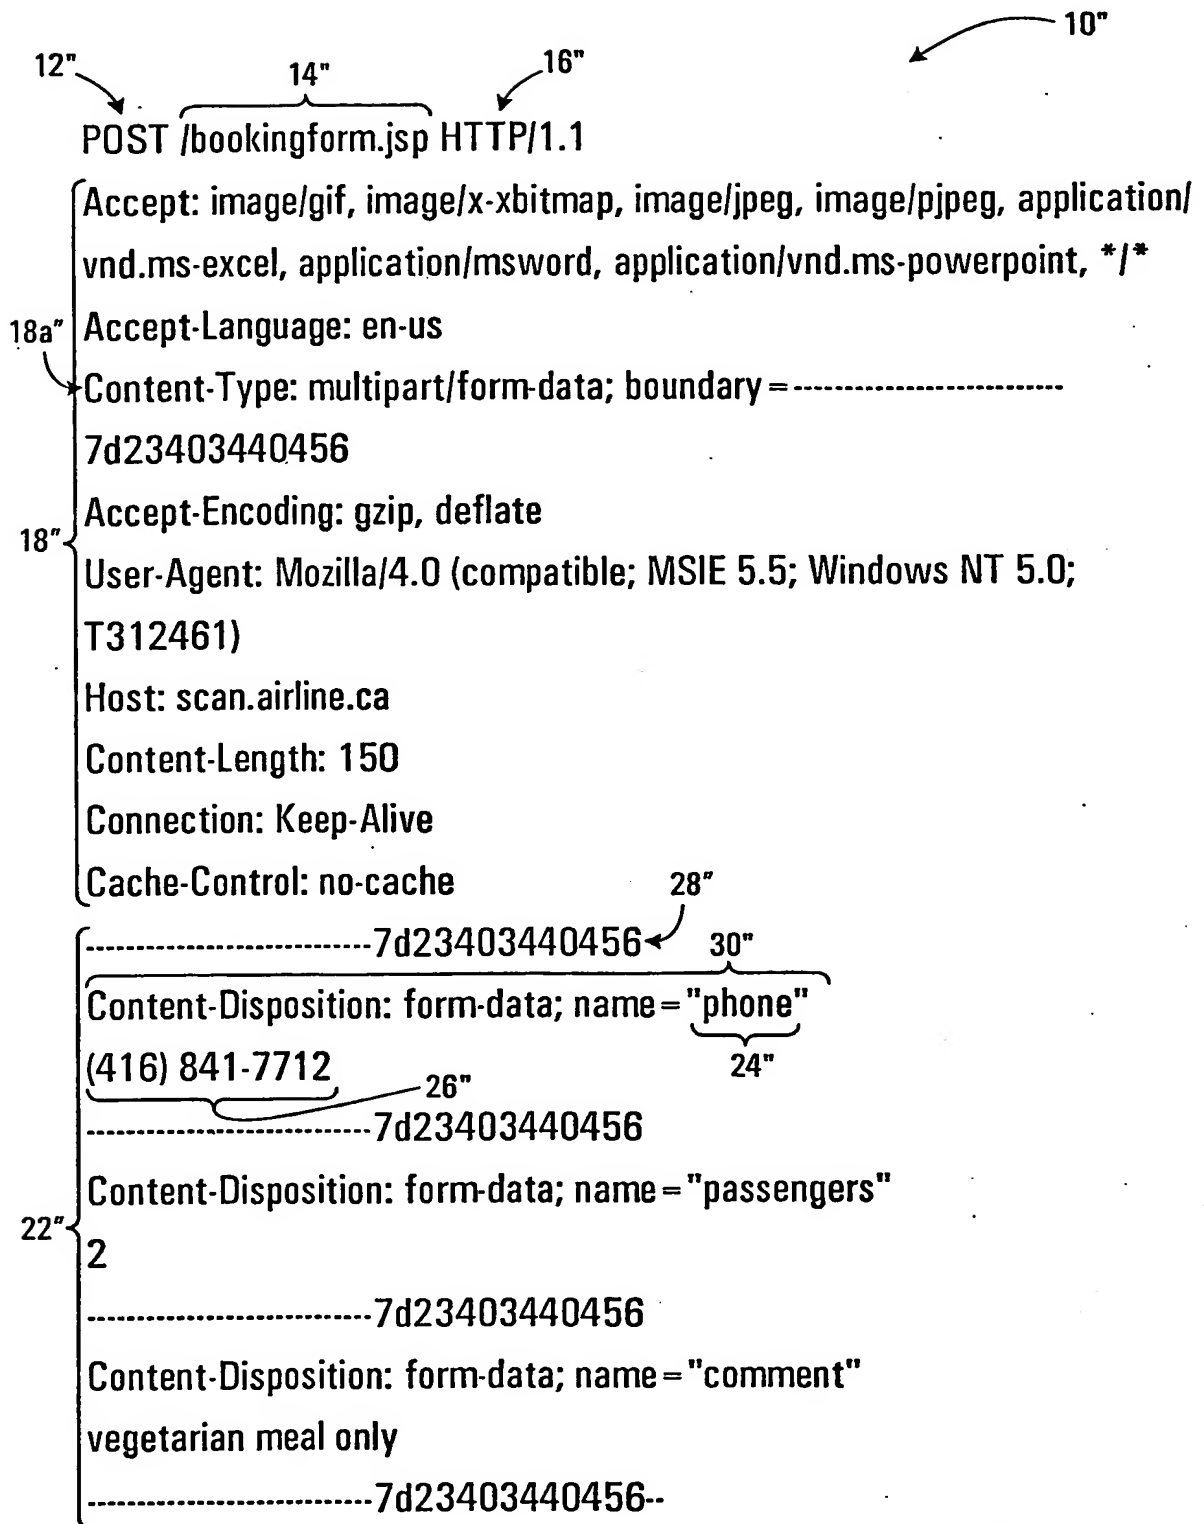 10"
12" 14" 16"
POST /bookingform.jsp HTTP/1.1
Accept: image/gif, image/x-xbitmap, image/jpeg, image/pjpeg, application/
vnd.ms-excel, application/msword, application/vnd.ms-powerpoint, */*
18a" Accept-Language: en-us
Content-Type: multipart/form-data; boundary=---------------------------
7d23403440456
Accept-Encoding: gzip, deflate
18"
User-Agent: Mozilla/4.0 (compatible; MSIE 5.5; Windows NT 5.0;
T312461)
Host: scan.airline.ca
Content-Length: 150
Connection: Keep-Alive
Cache-Control: no-cache
28"
---------------------------7d23403440456
30"
Content-Disposition: form-data; name="phone"
(416) 841-7712
24"
26"
---------------------------7d23403440456
Content-Disposition: form-data; name="passengers"
22"
2
---------------------------7d23403440456
Content-Disposition: form-data; name="comment"
vegetarian meal only
---------------------------7d23403440456--